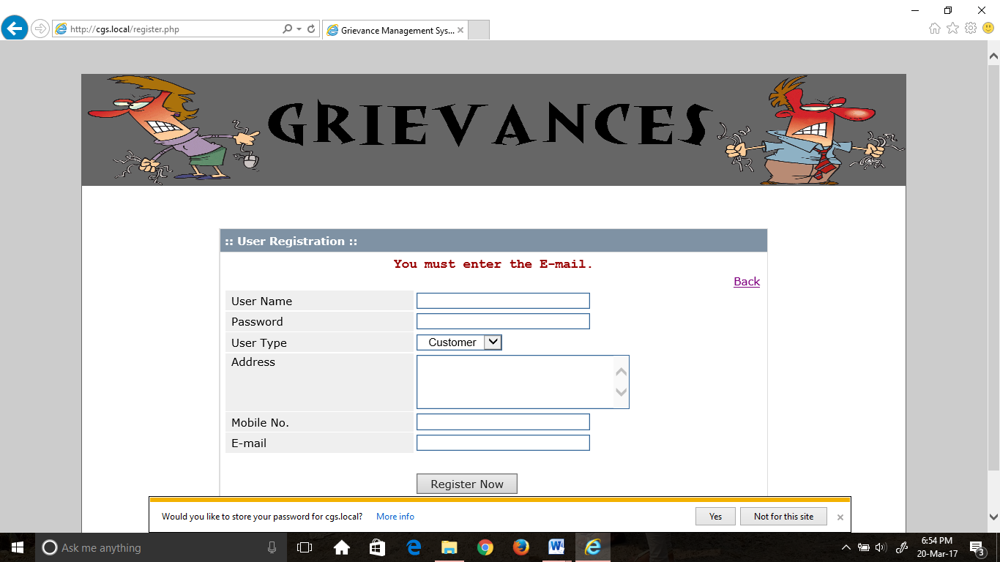 http://cgs.local/register.php
Grievance Management Sys...
GRIEVANCES
:: User Registration ::
You must enter the E-mail.
Back
User Name
Password
User Type
Customer
Address
Mobile No.
E-mail
Register Now
Would you like to store your password for cgs.local? More info
Yes
Not for this site
Ask me anything
6:54 PM
20-Mar-17
3